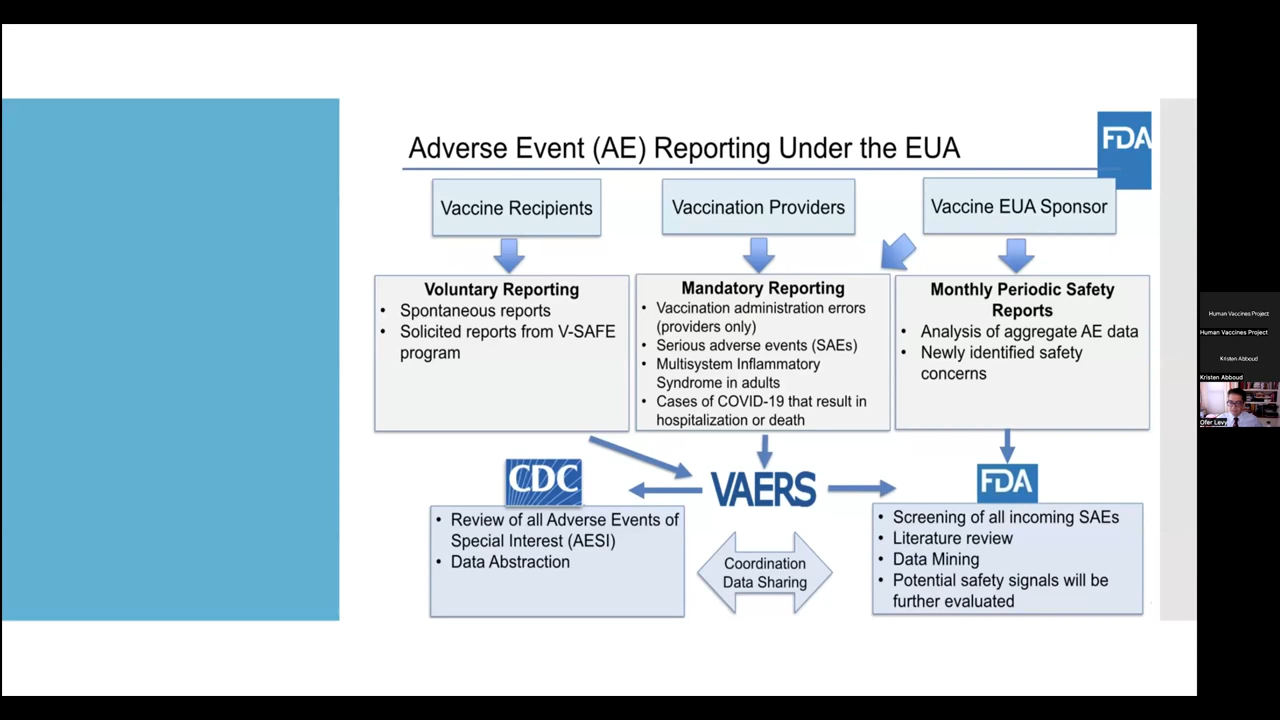 Adverse Event (AE) Reporting Under the EUA
FDA
Vaccine Recipients
Vaccination Providers
Vaccine EUA Sponsor
Voluntary Reporting
• Spontaneous reports
• Solicited reports from V-SAFE
program
Mandatory Reporting
• Vaccination administration errors
(providers only)
• Serious adverse events (SAEs)
• Multisystem Inflammatory
Syndrome in adults
• Cases of COVID-19 that result in
hospitalization or death
Monthly Periodic Safety
Reports
• Analysis of aggregate AE data
• Newly identified safety
concerns
CDC
VAERS
FDA
• Review of all Adverse Events of
Special Interest (AESI)
• Data Abstraction
Coordination
Data Sharing
• Screening of all incoming SAEs
• Literature review
• Data Mining
• Potential safety signals will be
further evaluated
Human Vaccines Project
Human Vaccines Project
Kristen Abboud
Kristen Abboud
Ofer Levy